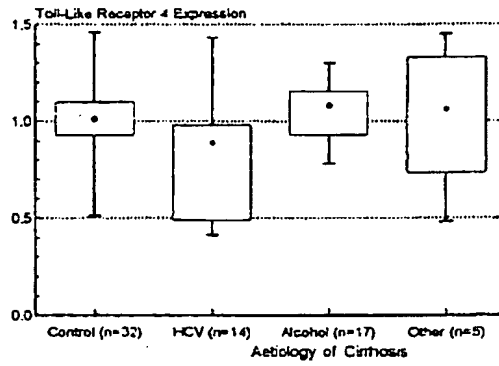 Toll-Like Receptor 4 Expression
1.5
1.0
0.5
0.0
Control (n=32) HCV (n=14) Alcohol (n=17) Other (n=5)
Aetiology of Cirrhosis